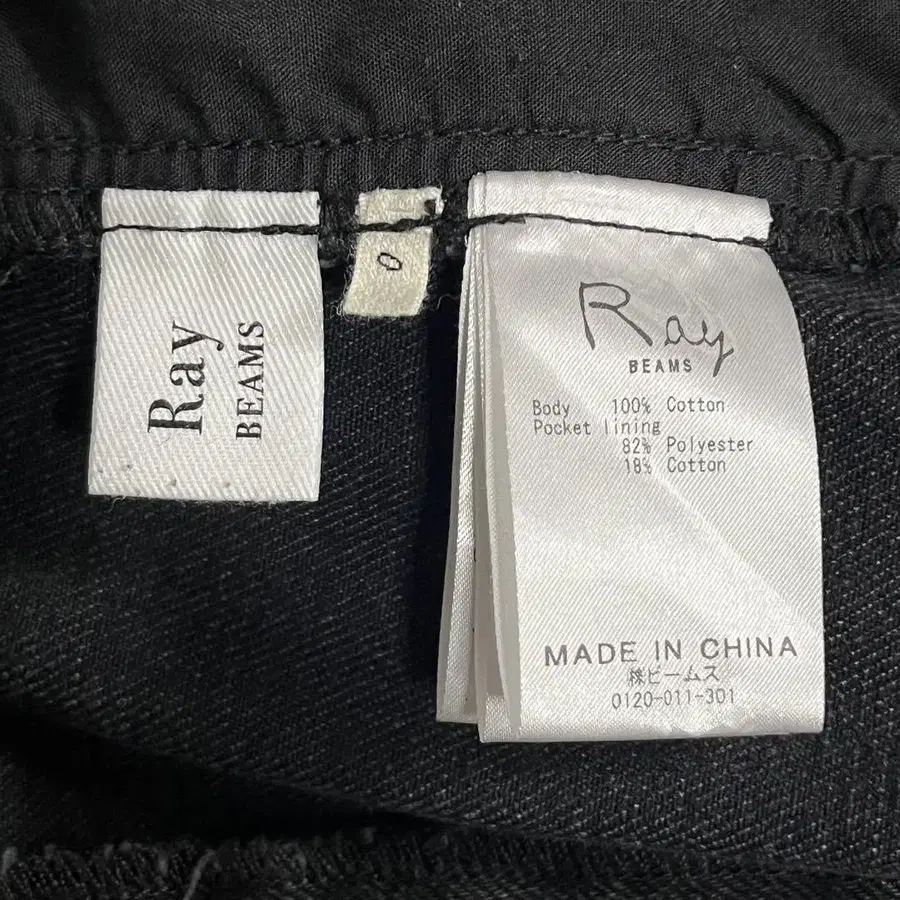 Ray
BEAMS
0
Ray
BEAMS
Body 100% Cotton
Pocket lining
82% Polyester
18% Cotton
MADE IN CHINA
㈱ビームス
0120-011-301